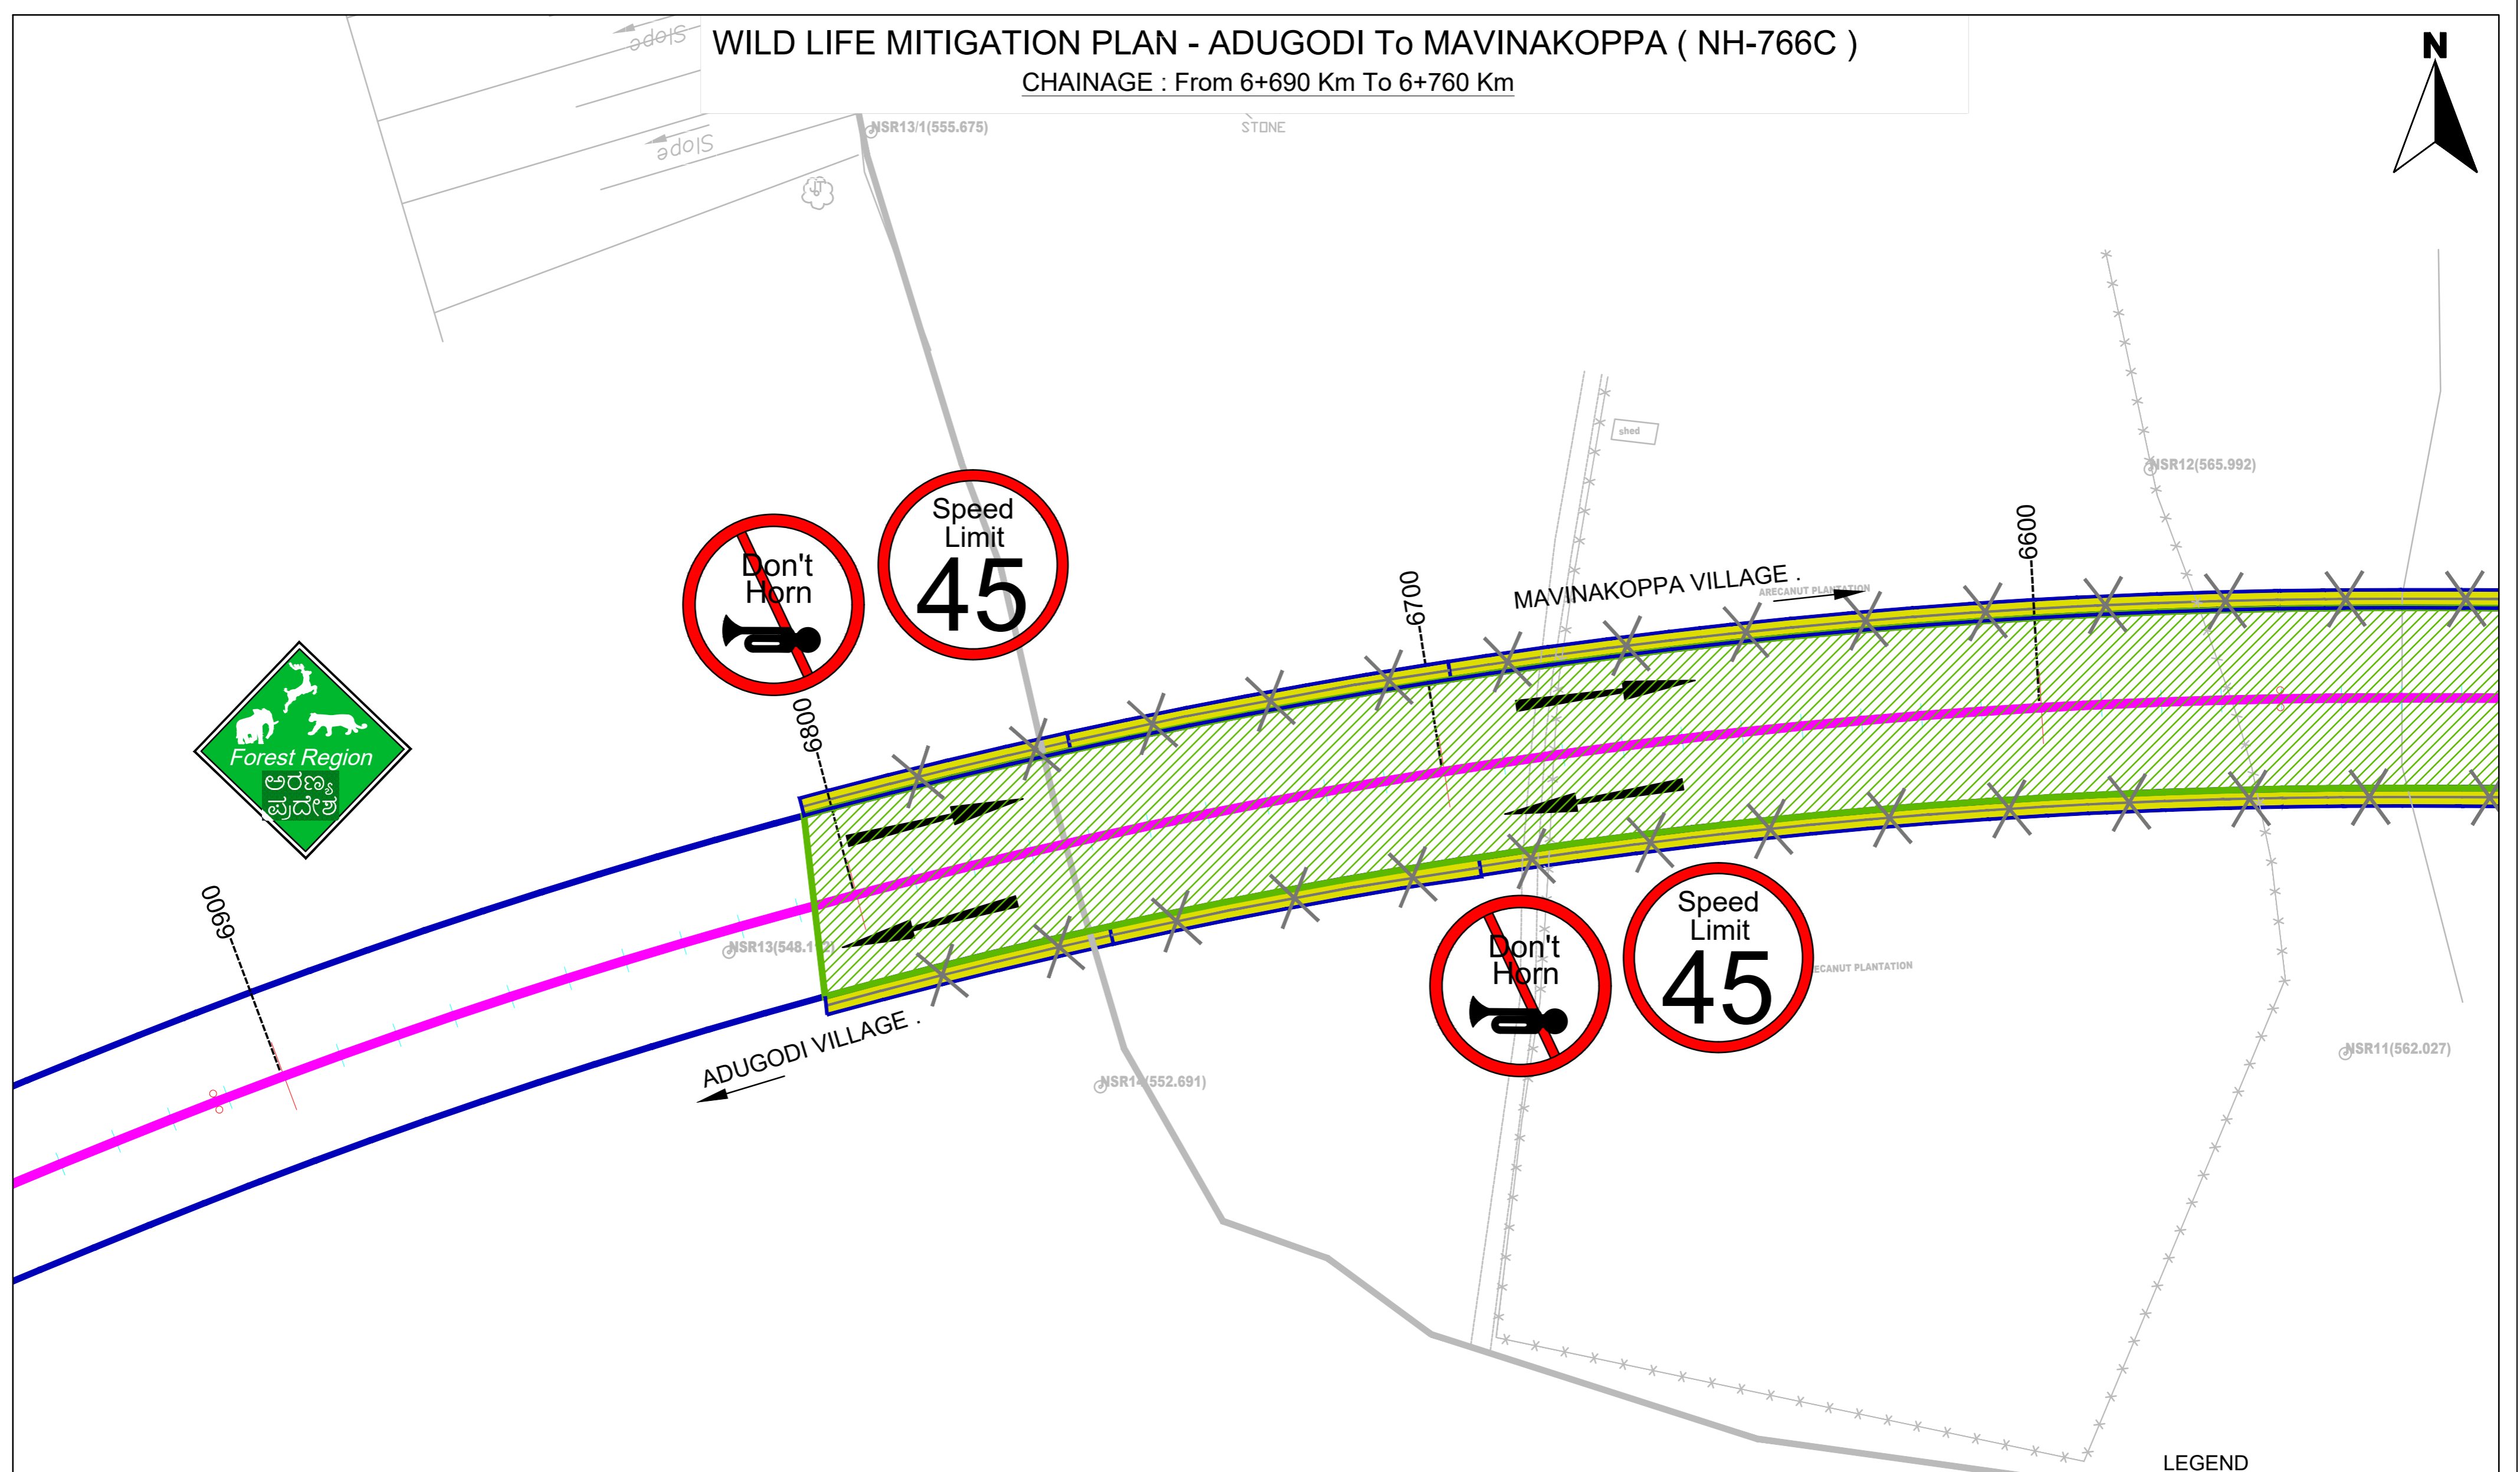 WILD LIFE MITIGATION PLAN - ADUGODI To MAVINAKOPPA ( NH-766C )
CHAINAGE : From 6+690 Km To 6+760 Km
N
Slope
NSR13/1(555.675)
STONE
Slope
JT
shed
NSR12(565.992)
Speed
Limit
45
Don't
Horn
6600
6700
MAVINAKOPPA VILLAGE .
ARECANUT PLANTATION
6800
Forest Region
ಅರಣ್ಯ
ಪ್ರದೇಶ
6900
NSR13(548.112)
Speed
Limit
45
Don't
Horn
ECANUT PLANTATION
ADUGODI VILLAGE .
NSR14(552.691)
NSR11(562.027)
LEGEND